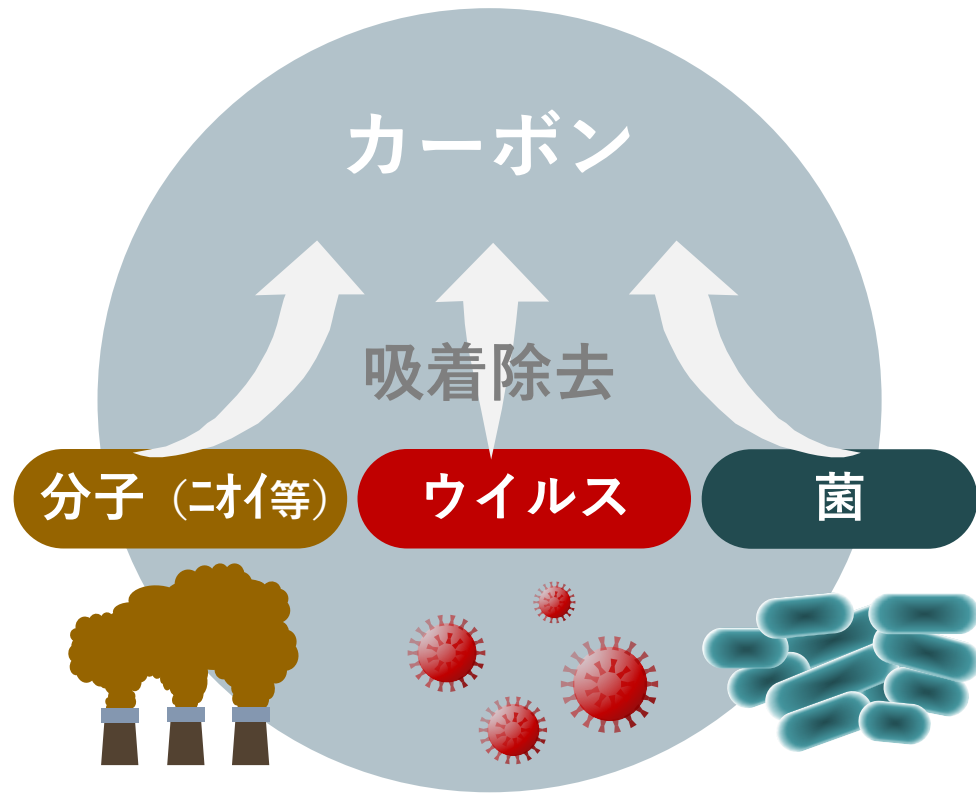 カーボン
吸着除去
分子（ﾆｵｲ等）
ウイルス
菌